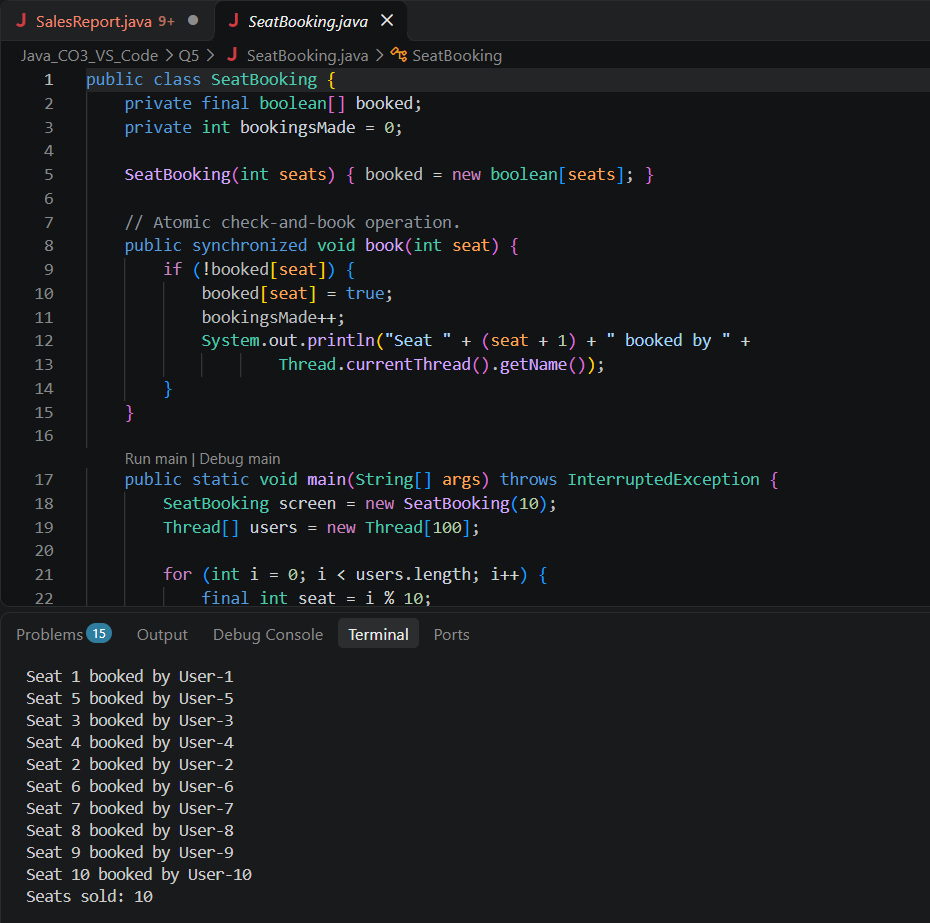 J SalesReport.java 9+
J SeatBooking.java
Java_CO3_VS_Code > Q5 > J SeatBooking.java > SeatBooking
1 public class SeatBooking {
2     private final boolean[] booked;
3     private int bookingsMade = 0;
4
5     SeatBooking(int seats) { booked = new boolean[seats]; }
6
7     // Atomic check-and-book operation.
8     public synchronized void book(int seat) {
9         if (!booked[seat]) {
10             booked[seat] = true;
11             bookingsMade++;
12             System.out.println("Seat " + (seat + 1) + " booked by " +
13                     Thread.currentThread().getName());
14         }
15     }
16
Run main | Debug main
17     public static void main(String[] args) throws InterruptedException {
18         SeatBooking screen = new SeatBooking(10);
19         Thread[] users = new Thread[100];
20
21         for (int i = 0; i < users.length; i++) {
22             final int seat = i % 10;
Problems 15 Output Debug Console Terminal Ports
Seat 1 booked by User-1
Seat 5 booked by User-5
Seat 3 booked by User-3
Seat 4 booked by User-4
Seat 2 booked by User-2
Seat 6 booked by User-6
Seat 7 booked by User-7
Seat 8 booked by User-8
Seat 9 booked by User-9
Seat 10 booked by User-10
Seats sold: 10